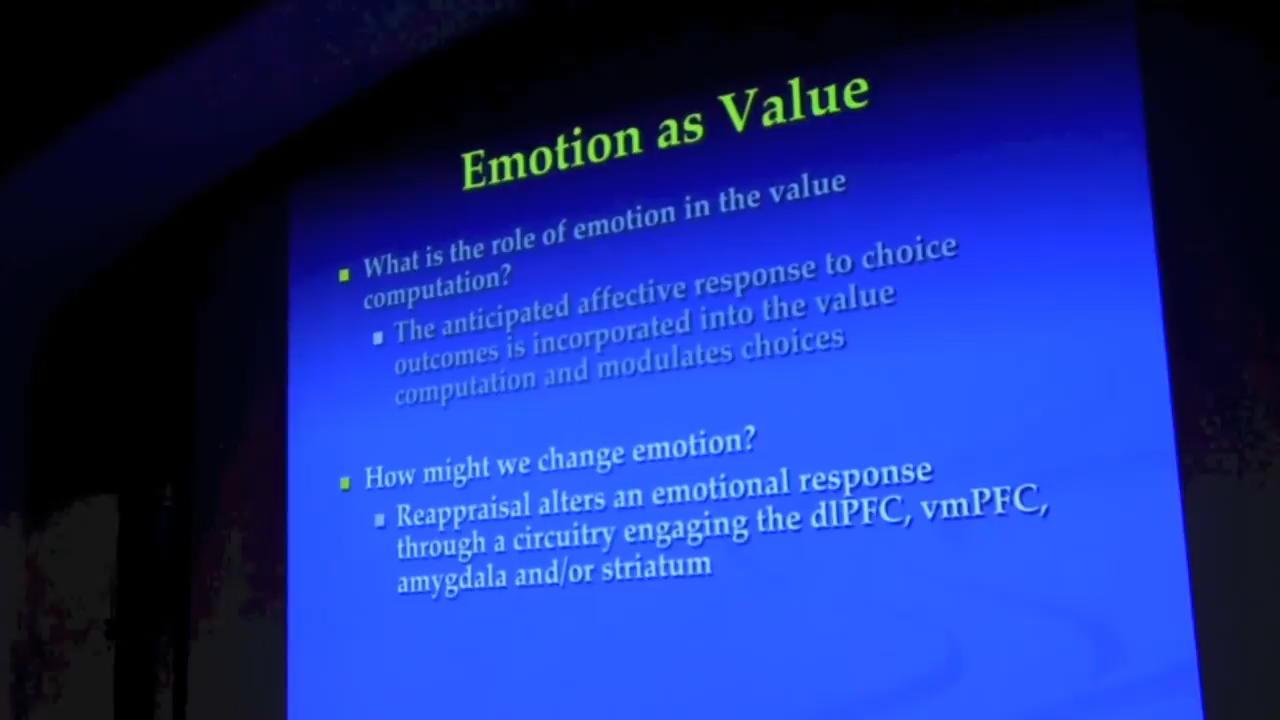 Emotion as Value
What is the role of emotion in the value
computation?
The anticipated affective response to choice
outcomes is incorporated into the value
computation and modulates choices
How might we change emotion?
Reappraisal alters an emotional response
through a circuitry engaging the dlPFC, vmPFC,
amygdala and/or striatum